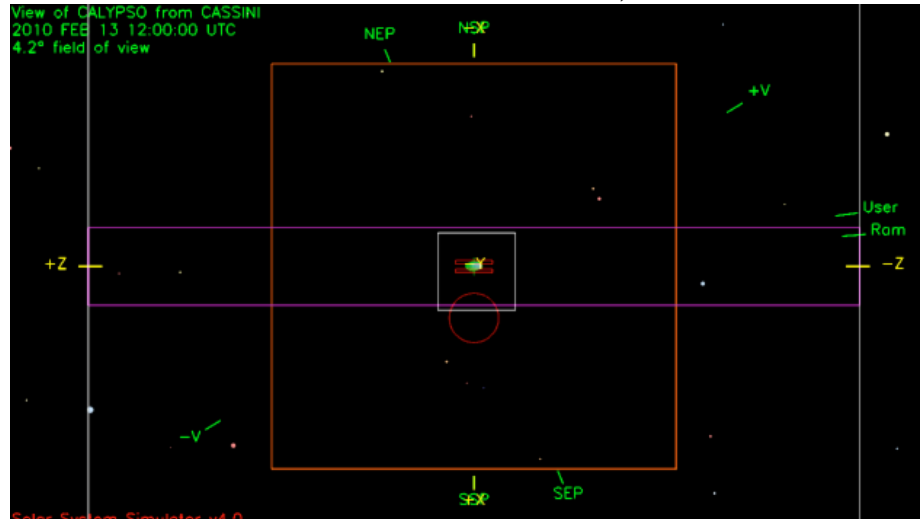 View of CALYPSO from CASSINI
2010 FEB 13 12:00:00 UTC
4.2° field of view
NEP
-X
+V
User
Ram
+Z
-Y
-Z
-V
SEP
+X
Solar System Simulator v4.0